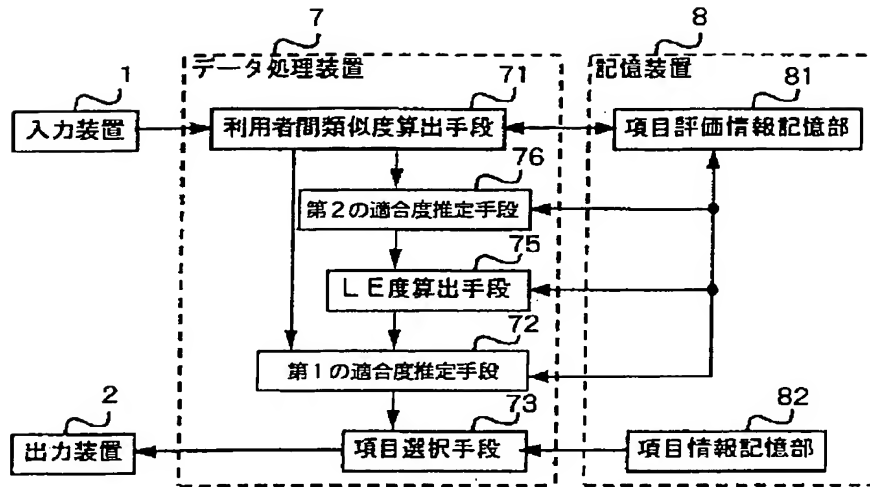 7
8
データ処理装置
記憶装置
1
71
81
入力装置
利用者間類似度算出手段
項目評価情報記憶部
76
第2の適合度推定手段
75
LE度算出手段
72
第1の適合度推定手段
2
73
82
出力装置
項目選択手段
項目情報記憶部